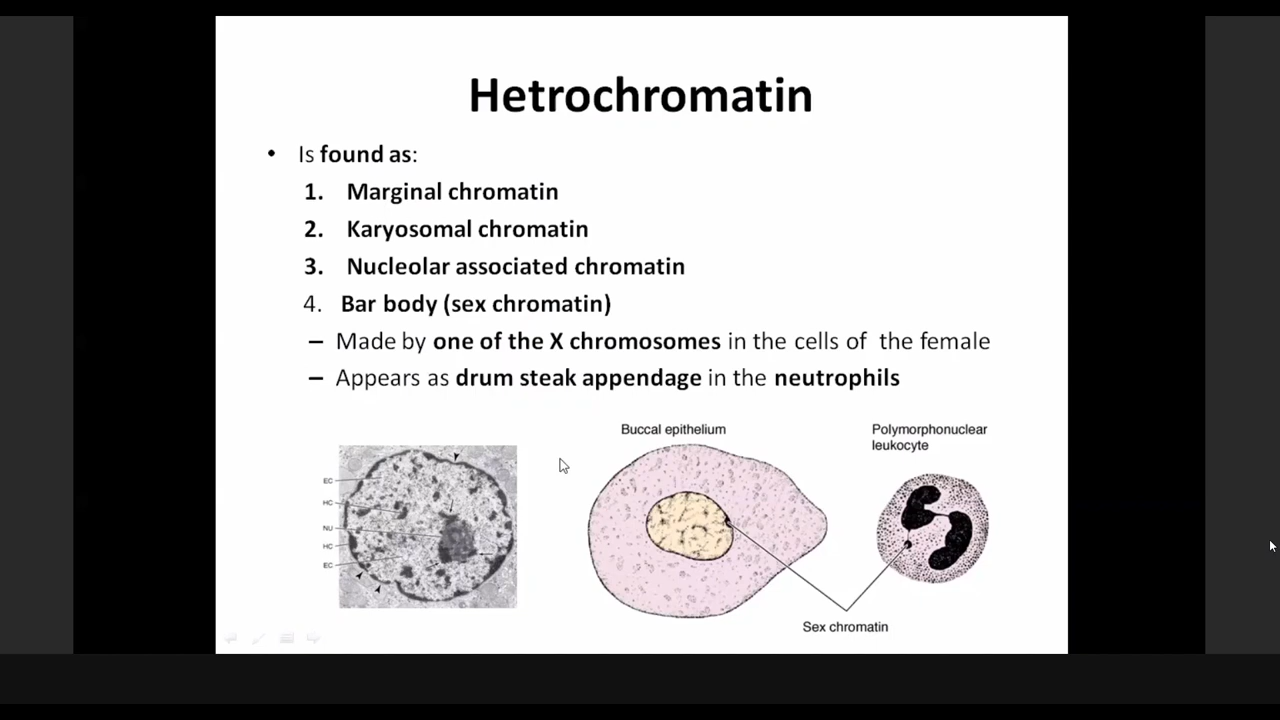 Hetrochromatin
• Is found as:
1. Marginal chromatin
2. Karyosomal chromatin
3. Nucleolar associated chromatin
4. Bar body (sex chromatin)
– Made by one of the X chromosomes in the cells of the female
– Appears as drum steak appendage in the neutrophils
EC
HC
NU
HC
EC
Buccal epithelium
Polymorphonuclear
leukocyte
Sex chromatin